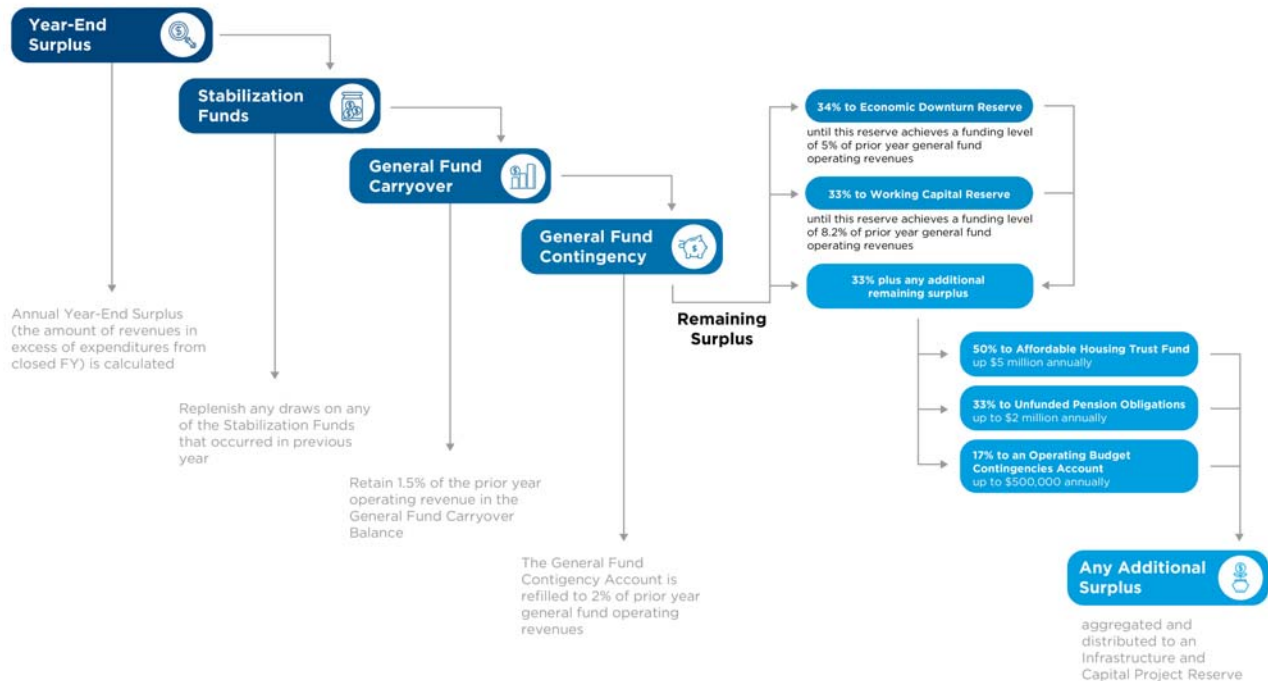 Year-End
Surplus
Stabilization
Funds
General Fund
Carryover
General Fund
Contingency
Annual Year-End Surplus
(the amount of revenues in
excess of expenditures from
closed FY) is calculated
Replenish any draws on any
of the Stabilization Funds
that occurred in previous
year
Retain 1.5% of the prior year
operating revenue in the
General Fund Carryover
Balance
The General Fund
Contigency Account is
refilled to 2% of prior year
general fund operating
revenues
Remaining
Surplus
34% to Economic Downturn Reserve
until this reserve achieves a funding level
of 5% of prior year general fund
operating revenues
33% to Working Capital Reserve
until this reserve achieves a funding level
of 8.2% of prior year general fund
operating revenues
33% plus any additional
remaining surplus
50% to Affordable Housing Trust Fund
up $5 million annually
33% to Unfunded Pension Obligations
up to $2 million annually
17% to an Operating Budget
Contingencies Account
up to $500,000 annually
Any Additional
Surplus
aggregated and
distributed to an
Infrastructure and
Capital Project Reserve